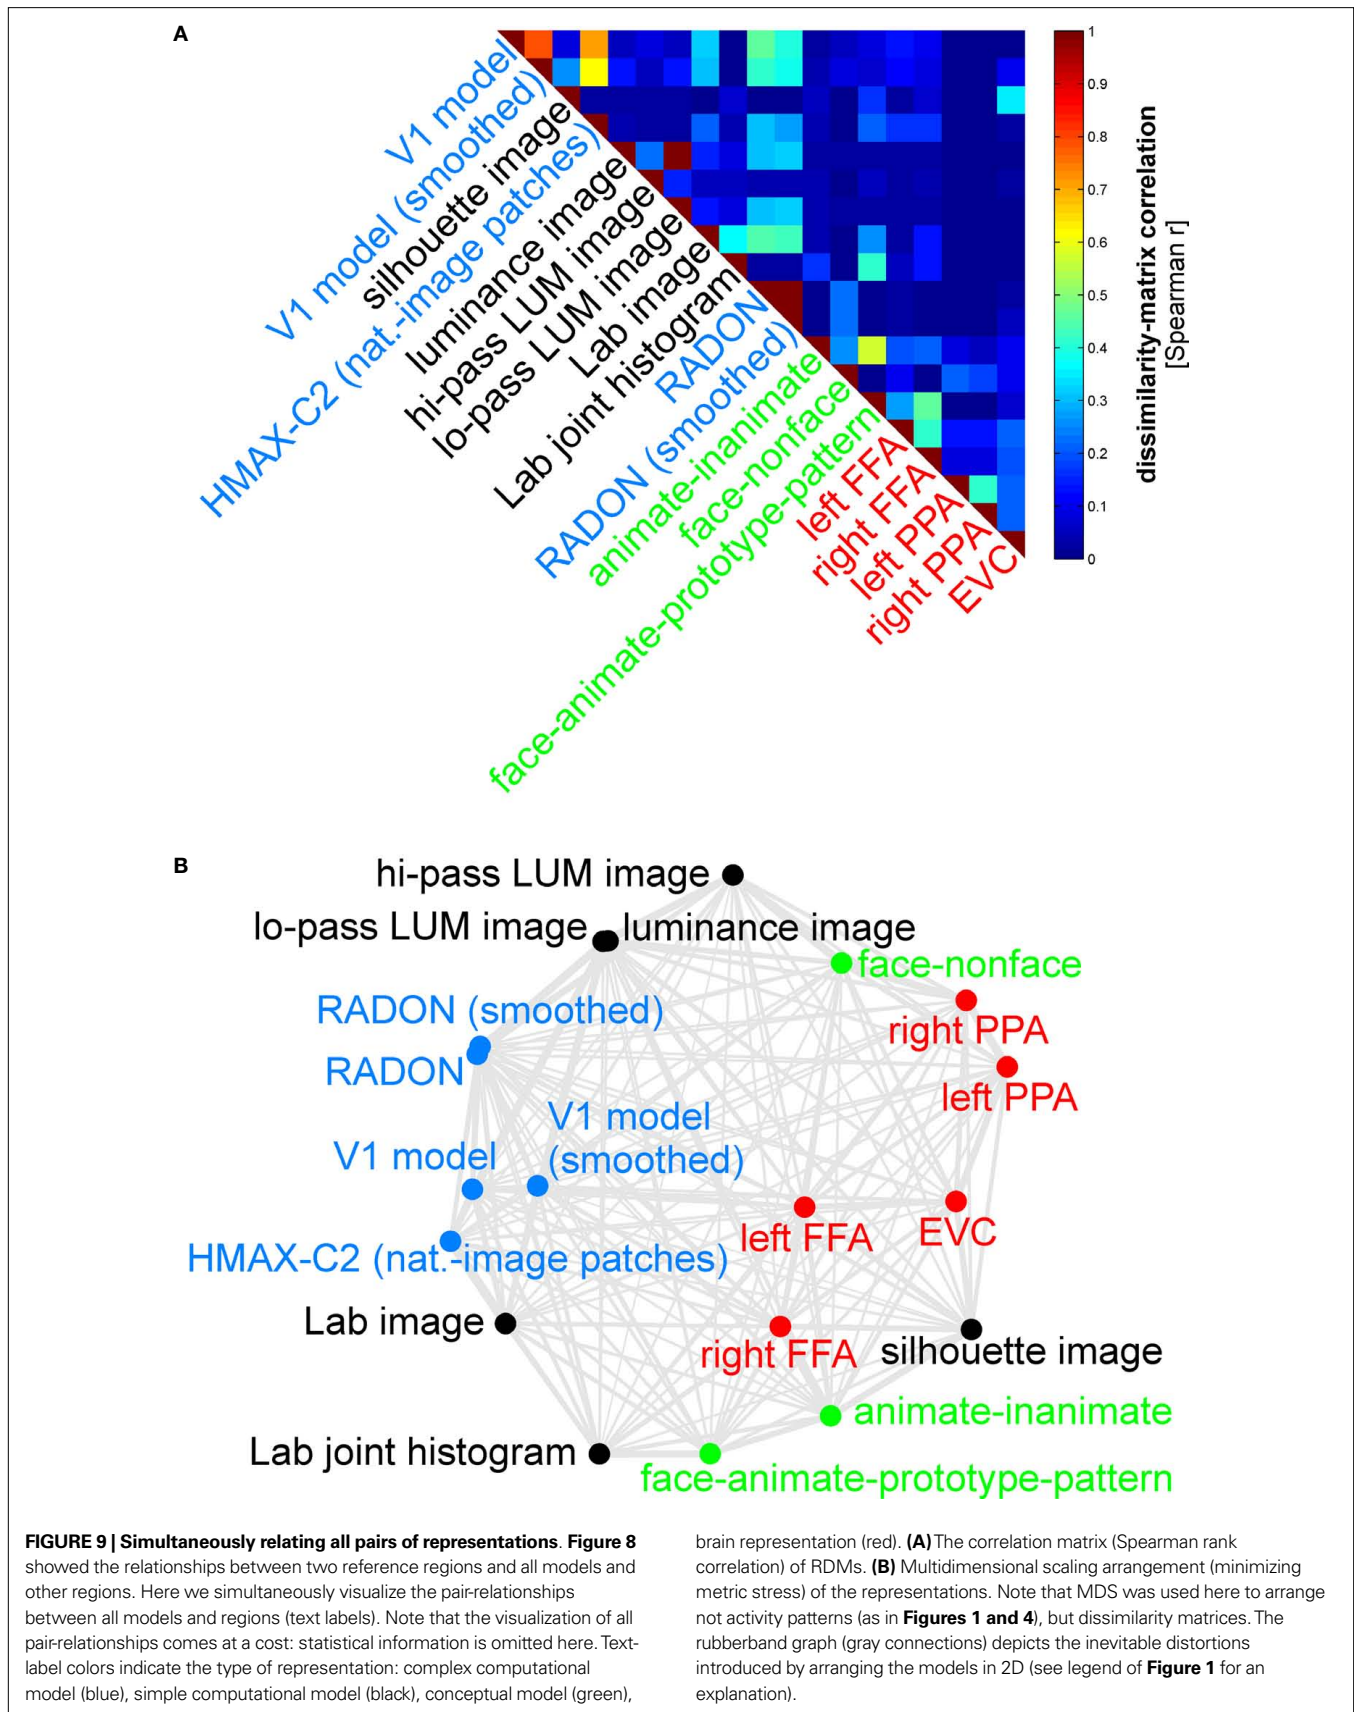 A
V1 model
V1 model (smoothed)
silhouette image
HMAX-C2 (nat.-image patches)
luminance image
hi-pass LUM image
lo-pass LUM image
Lab image
Lab joint histogram
RADON
RADON (smoothed)
animate-inanimate
face-nonface
face-animate-prototype-pattern
left FFA
right FFA
left PPA
right PPA
EVC
1
0.9
0.8
0.7
0.6
0.5
0.4
0.3
0.2
0.1
0
dissimilarity-matrix correlation
[Spearman r]
B
hi-pass LUM image
lo-pass LUM image
luminance image
face-nonface
RADON (smoothed)
right PPA
RADON
left PPA
V1 model
(smoothed)
V1 model
left FFA
EVC
HMAX-C2 (nat.-image patches)
Lab image
right FFA
silhouette image
animate-inanimate
Lab joint histogram
face-animate-prototype-pattern
FIGURE 9 | Simultaneously relating all pairs of representations. Figure 8
showed the relationships between two reference regions and all models and
other regions. Here we simultaneously visualize the pair-relationships
between all models and regions (text labels). Note that the visualization of all
pair-relationships comes at a cost: statistical information is omitted here. Text-
label colors indicate the type of representation: complex computational
model (blue), simple computational model (black), conceptual model (green),
brain representation (red). (A) The correlation matrix (Spearman rank
correlation) of RDMs. (B) Multidimensional scaling arrangement (minimizing
metric stress) of the representations. Note that MDS was used here to arrange
not activity patterns (as in Figures 1 and 4), but dissimilarity matrices. The
rubberband graph (gray connections) depicts the inevitable distortions
introduced by arranging the models in 2D (see legend of Figure 1 for an
explanation).